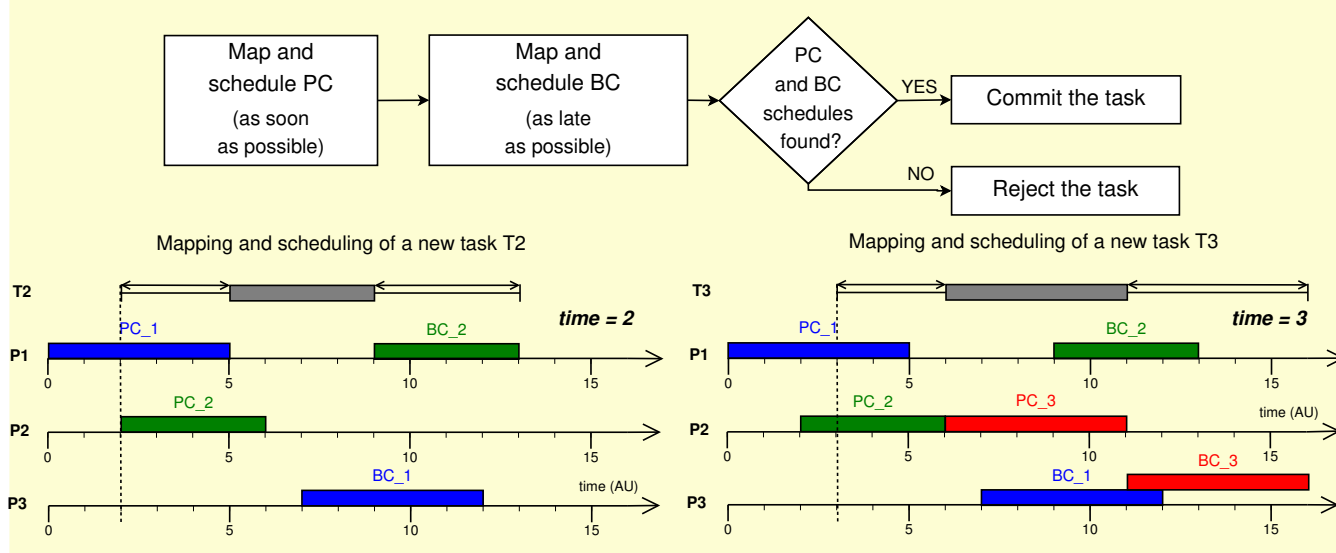 Map and
schedule PC
(as soon
as possible)
Map and
schedule BC
(as late
as possible)
PC
and BC
schedules
found?
YES
Commit the task
NO
Reject the task
Mapping and scheduling of a new task T2
T2
time = 2
PC_1
BC_2
P1
0 5 10 15
PC_2
P2
0 5 10 15
BC_1
time (AU)
P3
0 5 10 15
Mapping and scheduling of a new task T3
T3
time = 3
PC_1
BC_2
P1
0 5 10 15
PC_2
PC_3
time (AU)
P2
0 5 10 15
BC_1
BC_3
P3
0 5 10 15